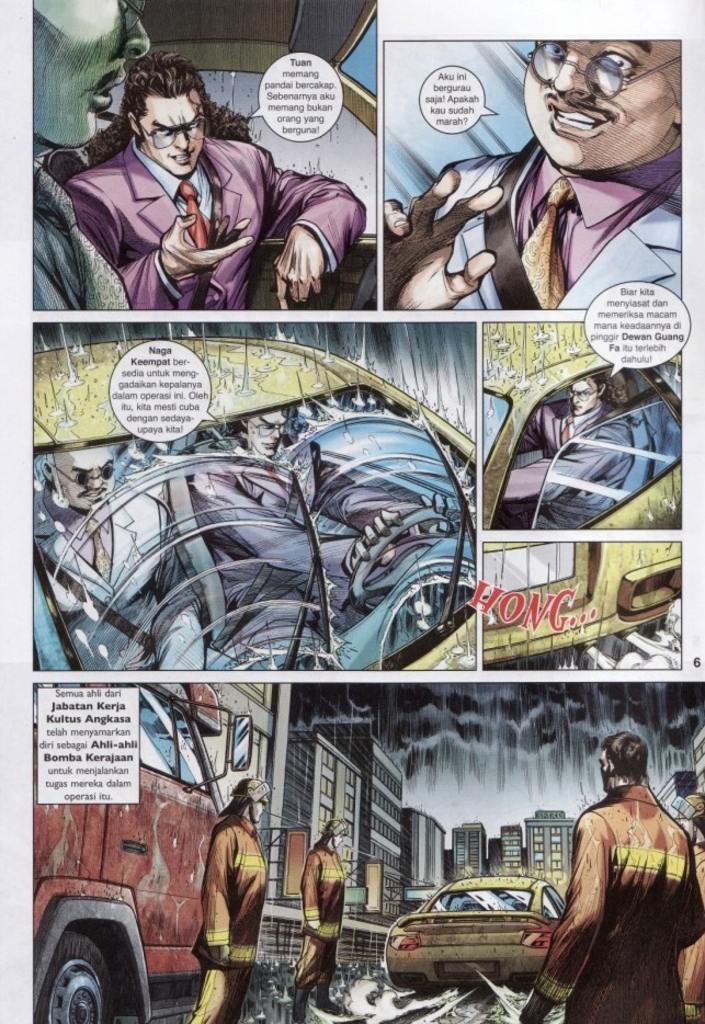 Tuan
memang
pandai bercakap.
Sebenarnya aku
memang bukan
orang yang
berguna!
Aku ini
bergurau
saja! Apakah
kau sudah
marah?
Naga
Keempat ber-
sedia untuk meng-
gadaikan kepalanya
dalam operasi ini. Oleh
itu, kita mesti cuba
dengan sedaya-
upaya kita!
Biar kita
menyiasat dan
memeriksa macam
mana keadaannya di
pinggir Dewan Guang
Fa itu terlebih
dahulu!
HONG...
6
Semua ahli dari
Jabatan Kerja
Kultus Angkasa
telah menyamarkan
diri sebagai Ahli-ahli
Bomba Kerajaan
untuk menjalankan
tugas mereka dalam
operasi itu.